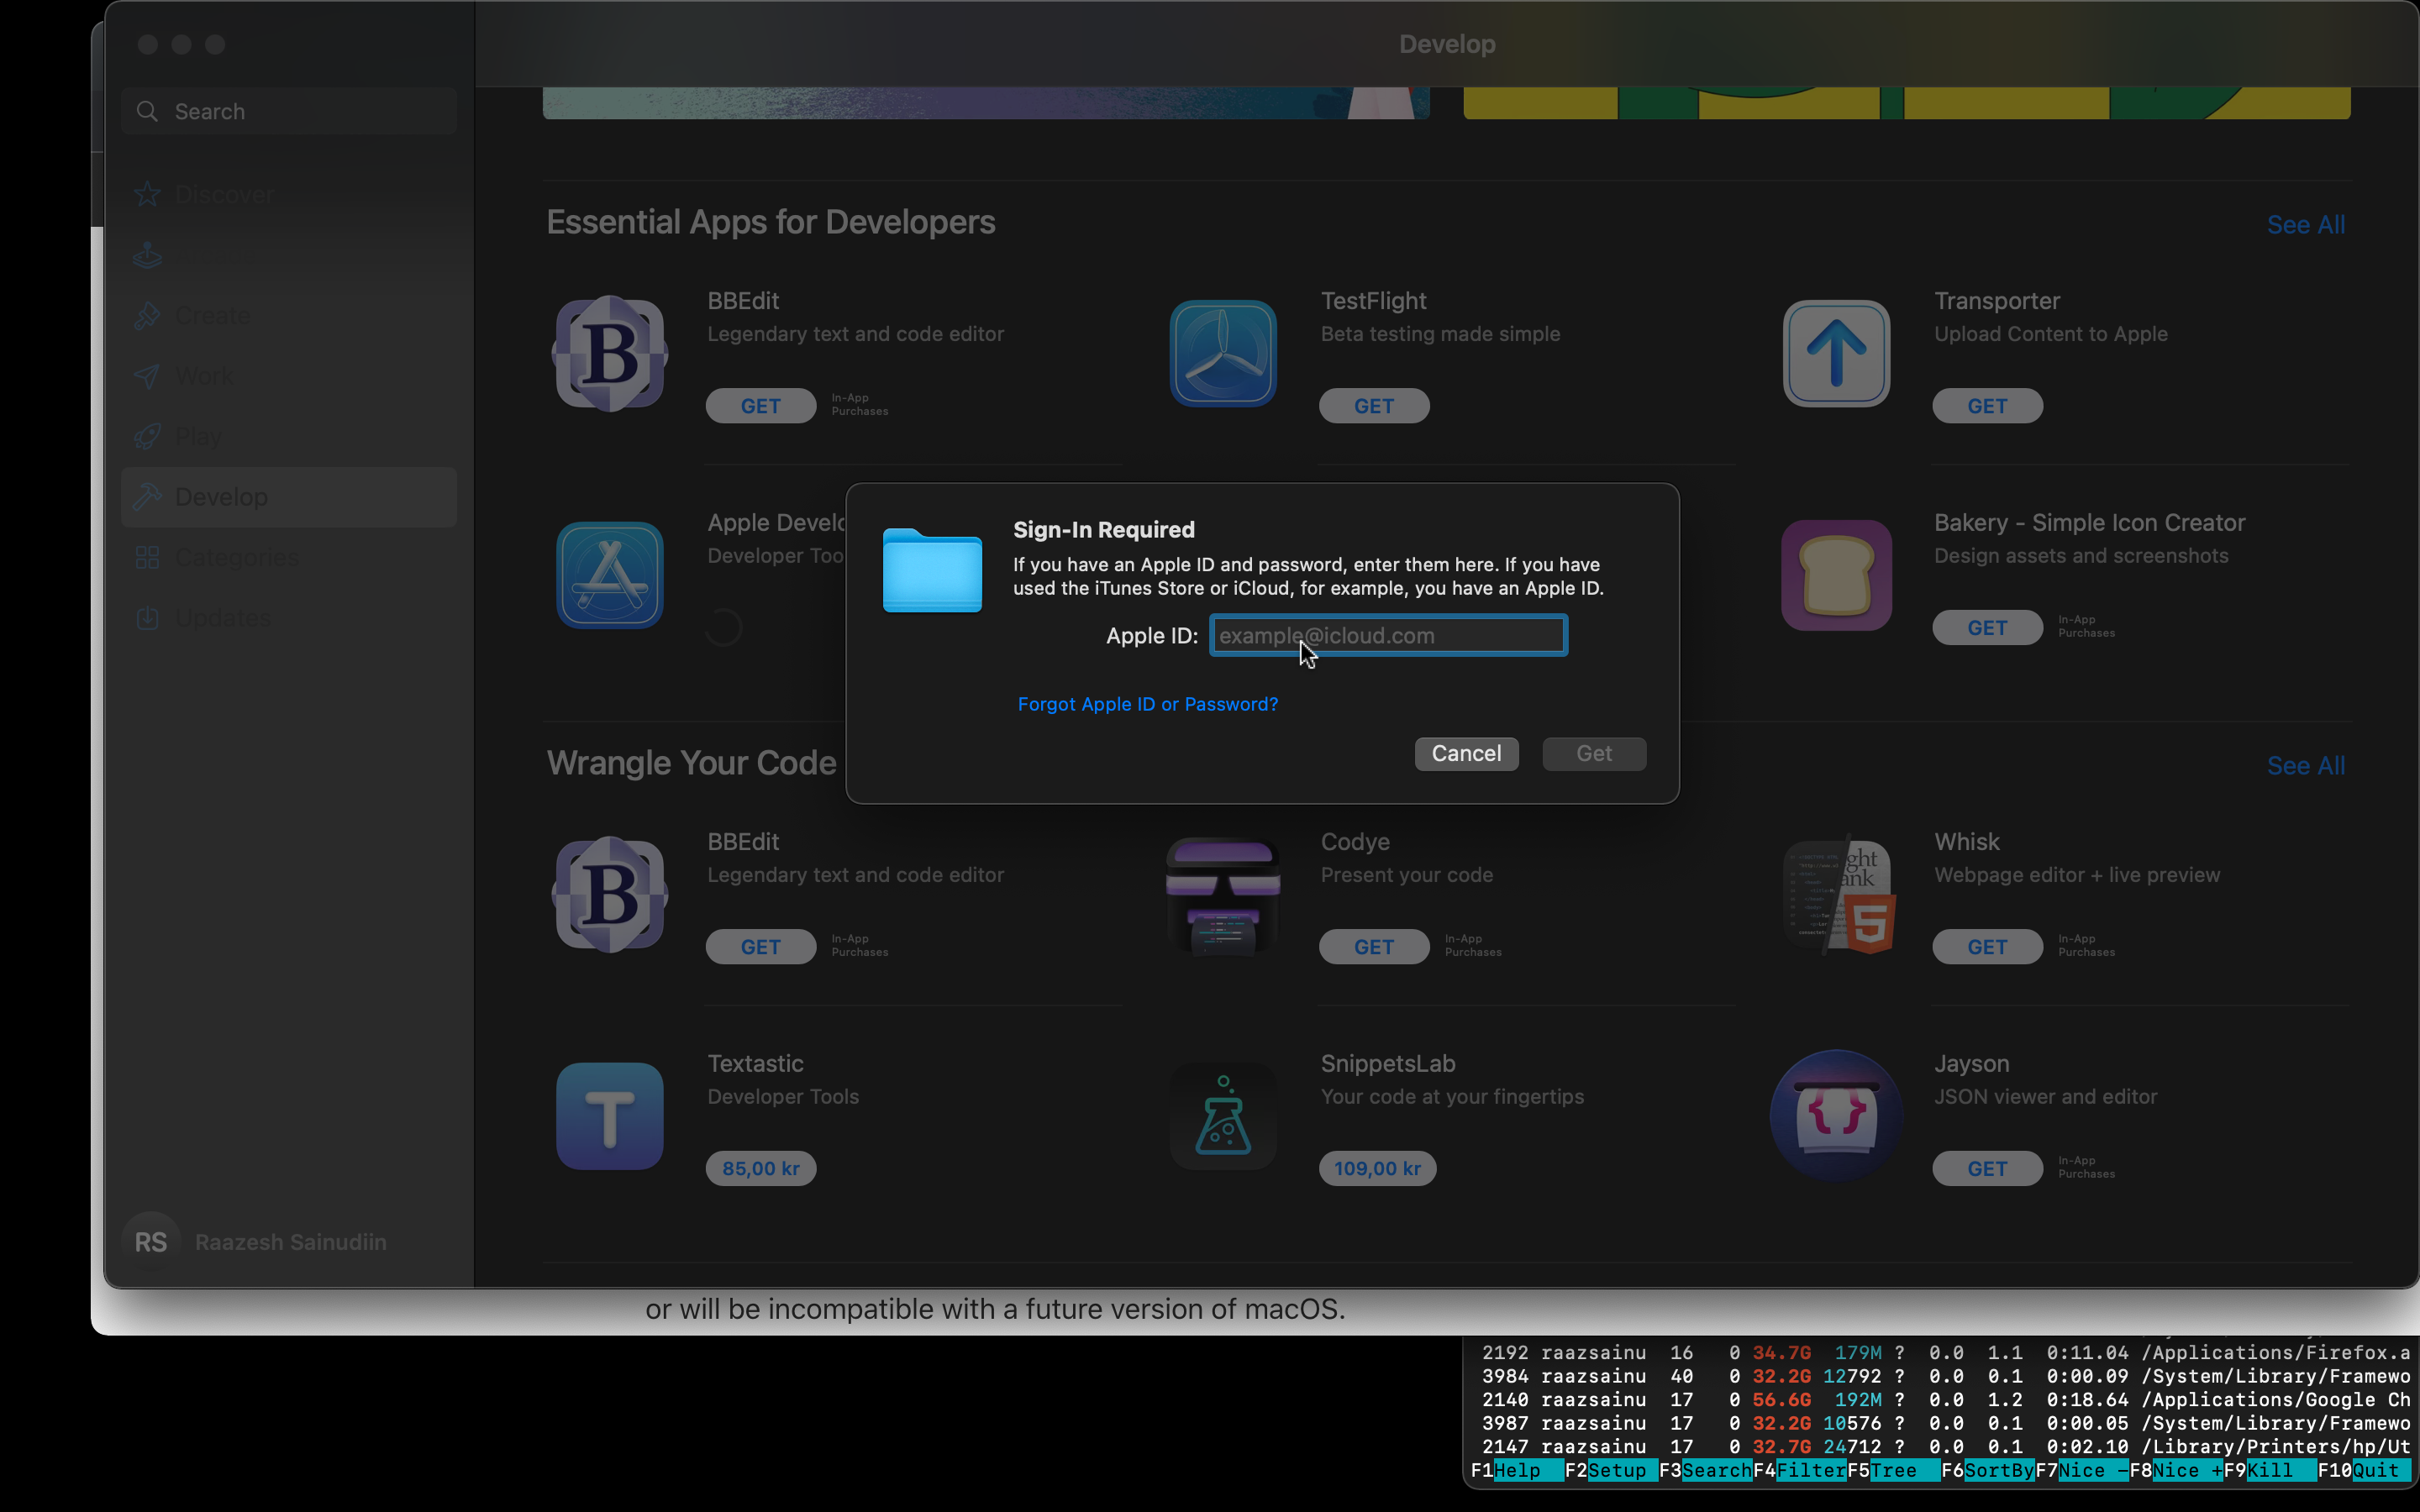 Develop
Search
Discover
Create
Work
Play
Develop
Categories
Updates
RS Raazesh Sainudiin
Essential Apps for Developers
See All
BBEdit
Legendary text and code editor
GET
In-App
Purchases
TestFlight
Beta testing made simple
GET
Transporter
Upload Content to Apple
GET
Apple Develo
Developer Too
Bakery - Simple Icon Creator
Design assets and screenshots
GET
In-App
Purchases
Sign-In Required
If you have an Apple ID and password, enter them here. If you have
used the iTunes Store or iCloud, for example, you have an Apple ID.
Apple ID: example@icloud.com
Forgot Apple ID or Password?
Cancel
Get
Wrangle Your Code
See All
BBEdit
Legendary text and code editor
GET
In-App
Purchases
Codye
Present your code
GET
In-App
Purchases
Whisk
Webpage editor + live preview
GET
In-App
Purchases
Textastic
Developer Tools
85,00 kr
SnippetsLab
Your code at your fingertips
109,00 kr
Jayson
JSON viewer and editor
GET
In-App
Purchases
or will be incompatible with a future version of macOS.
2192 raazsainu 16 0 34.7G 179M ? 0.0 1.1 0:11.04 /Applications/Firefox.a
3984 raazsainu 40 0 32.2G 12792 ? 0.0 0.1 0:00.09 /System/Library/Framewo
2140 raazsainu 17 0 56.6G 192M ? 0.0 1.2 0:18.64 /Applications/Google Ch
3987 raazsainu 17 0 32.2G 10576 ? 0.0 0.1 0:00.05 /System/Library/Framewo
2147 raazsainu 17 0 32.7G 24712 ? 0.0 0.1 0:02.10 /Library/Printers/hp/Ut
F1Help F2Setup F3SearchF4FilterF5Tree F6SortByF7Nice -F8Nice +F9Kill F10Quit